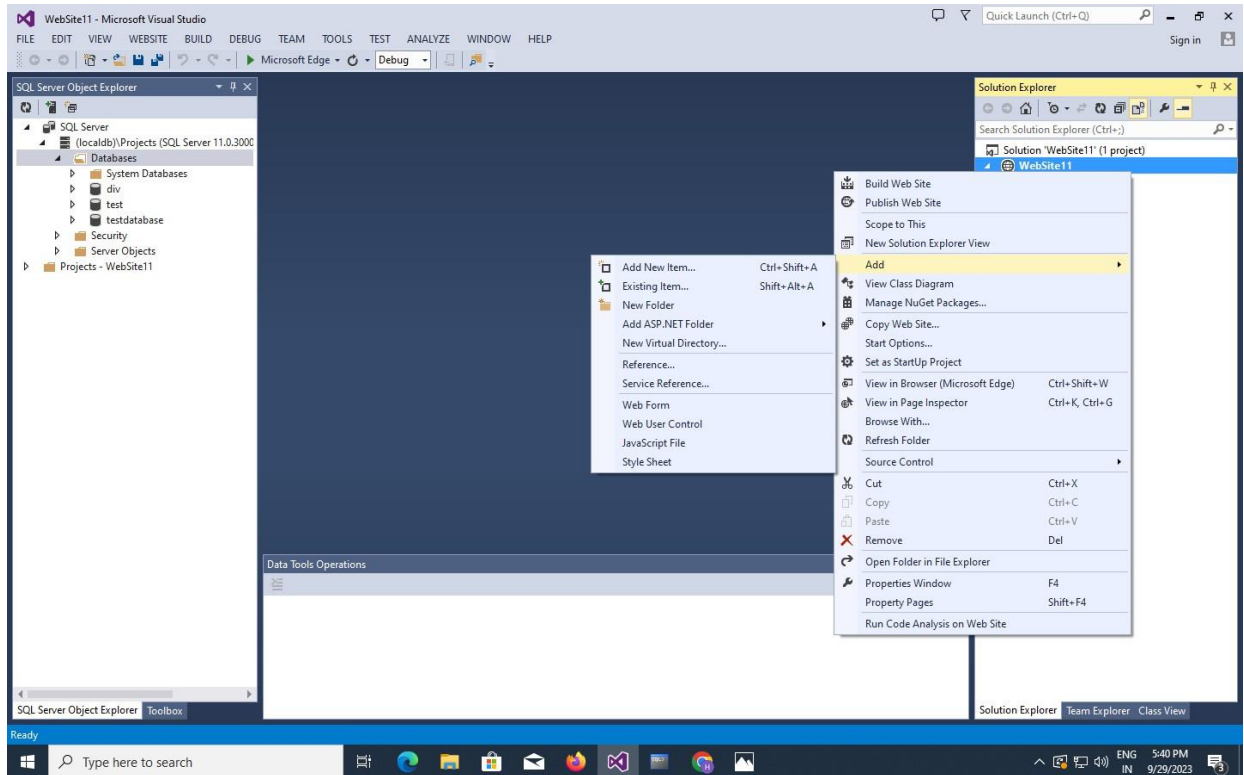 WebSite11 - Microsoft Visual Studio
Quick Launch (Ctrl+Q)
FILE EDIT VIEW WEBSITE BUILD DEBUG TEAM TOOLS TEST ANALYZE WINDOW HELP
Sign in
Microsoft Edge
Debug
SQL Server Object Explorer
SQL Server
(localdb)\Projects (SQL Server 11.0.3000
Databases
System Databases
div
test
testdatabase
Security
Server Objects
Projects - WebSite11
Add New Item... Ctrl+Shift+A
Existing Item... Shift+Alt+A
New Folder
Add ASP.NET Folder
New Virtual Directory...
Reference...
Service Reference...
Web Form
Web User Control
JavaScript File
Style Sheet
Solution Explorer
Search Solution Explorer (Ctrl+;)
Solution 'WebSite11' (1 project)
WebSite11
Build Web Site
Publish Web Site
Scope to This
New Solution Explorer View
Add
View Class Diagram
Manage NuGet Packages...
Copy Web Site...
Start Options...
Set as StartUp Project
View in Browser (Microsoft Edge) Ctrl+Shift+W
View in Page Inspector Ctrl+K, Ctrl+G
Browse With...
Refresh Folder
Source Control
Cut Ctrl+X
Copy Ctrl+C
Paste Ctrl+V
Remove Del
Open Folder in File Explorer
Properties Window F4
Property Pages Shift+F4
Run Code Analysis on Web Site
Data Tools Operations
SQL Server Object Explorer Toolbox
Solution Explorer Team Explorer Class View
Ready
Type here to search
ENG
IN
5:40 PM
9/29/2023
3